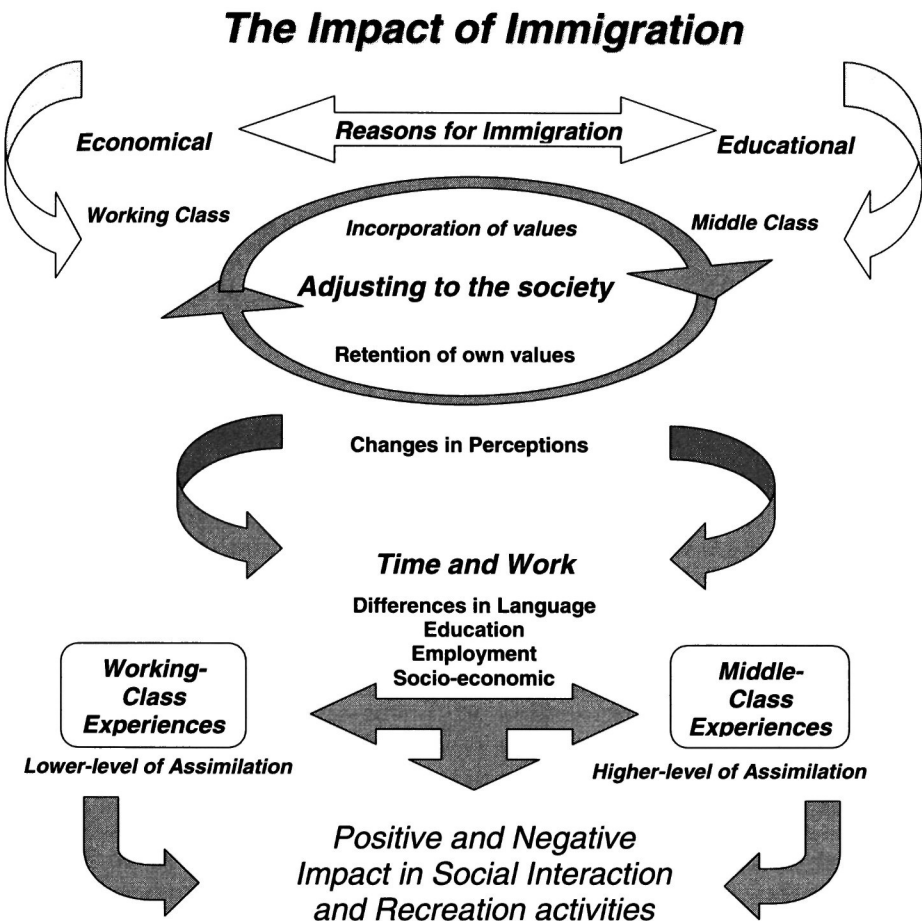 The Impact of Immigration
Economical
Reasons for Immigration
Educational
Working Class
Middle Class
Incorporation of values
Adjusting to the society
Retention of own values
Changes in Perceptions
Time and Work
Differences in Language
Education
Employment
Socio-economic
Working-
Class
Experiences
Middle-
Class
Experiences
Lower-level of Assimilation
Higher-level of Assimilation
Positive and Negative
Impact in Social Interaction
and Recreation activities